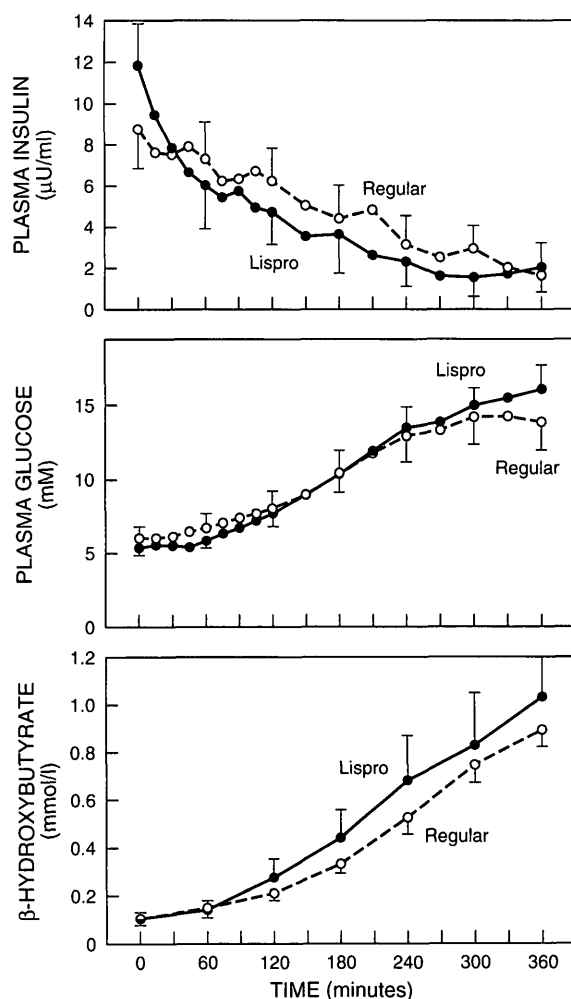 14
12
10
8
6
4
2
0
PLASMA INSULIN
(μU/ml)
Regular
Lispro
15
10
5
0
PLASMA GLUCOSE
(mM)
Lispro
Regular
1.2
1.0
0.8
0.6
0.4
0.2
0
β-HYDROXYBUTYRATE
(mmol/l)
Lispro
Regular
0 60 120 180 240 300 360
TIME (minutes)